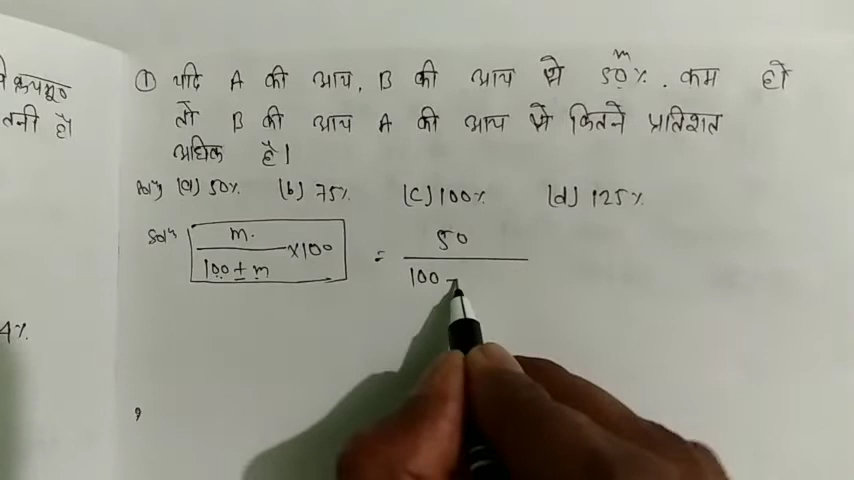 ① यदि A की आय, B की आय से 50%. कम हो
m
तो B की आय A की आय से कितने प्रतिशत
अधिक है।
(a) 50% (b) 75% (c) 100% (d) 125%
Solⁿ m. / 100 ± m × 100 = 50 / 100 -
तनी है
4%.